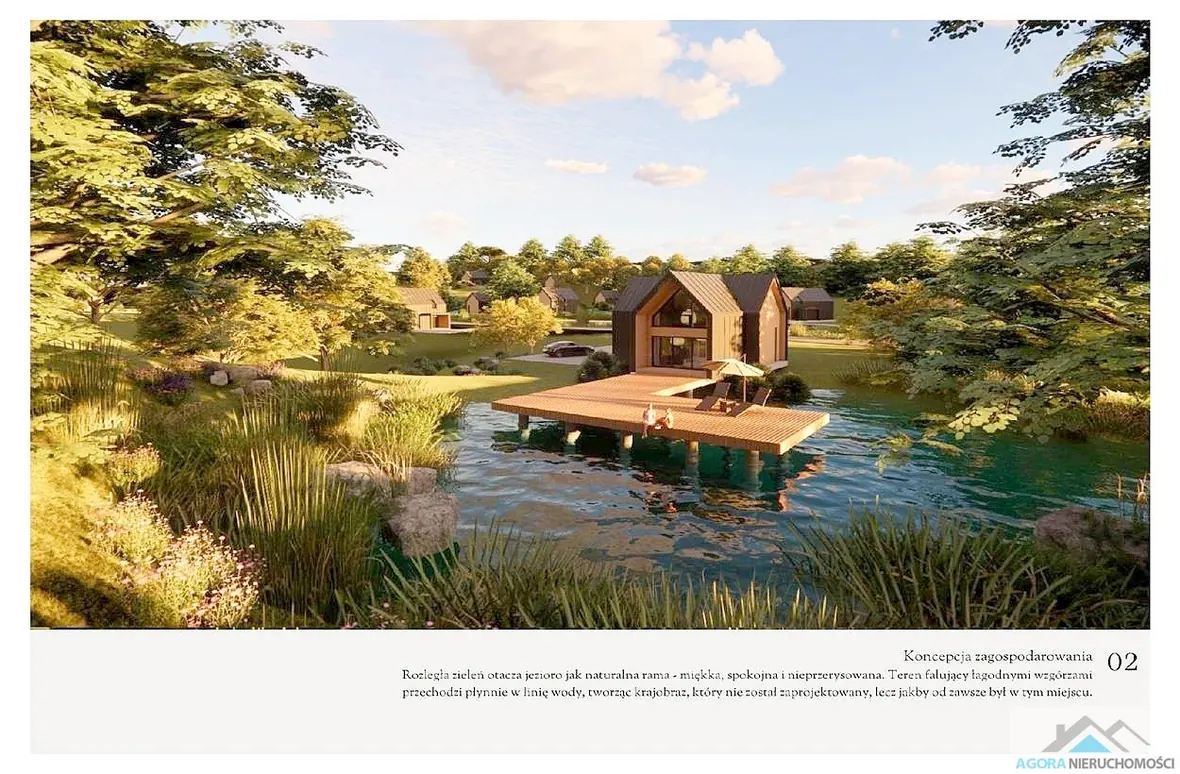 Koncepcja zagospodarowania
02
Rozległa zieleń otacza jezioro jak naturalna rama - miękka, spokojna i nieprzerysowana. Teren falujący łagodnymi wzgórzami
przechodzi płynnie w linię wody, tworząc krajobraz, który nie został zaprojektowany, lecz jakby od zawsze był w tym miejscu.
AGORA NIERUCHOMOŚCI